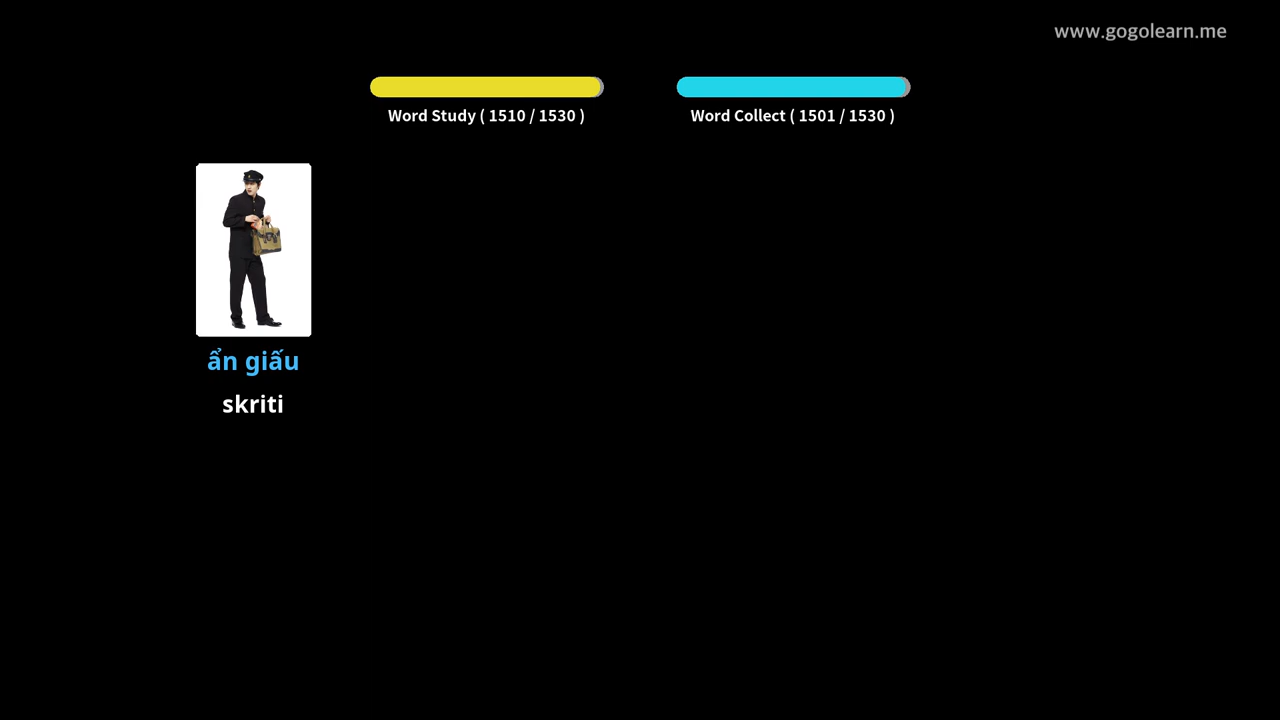 www.gogolearn.me
Word Study ( 1510 / 1530 )
Word Collect ( 1501 / 1530 )
ẩn giấu
skriti